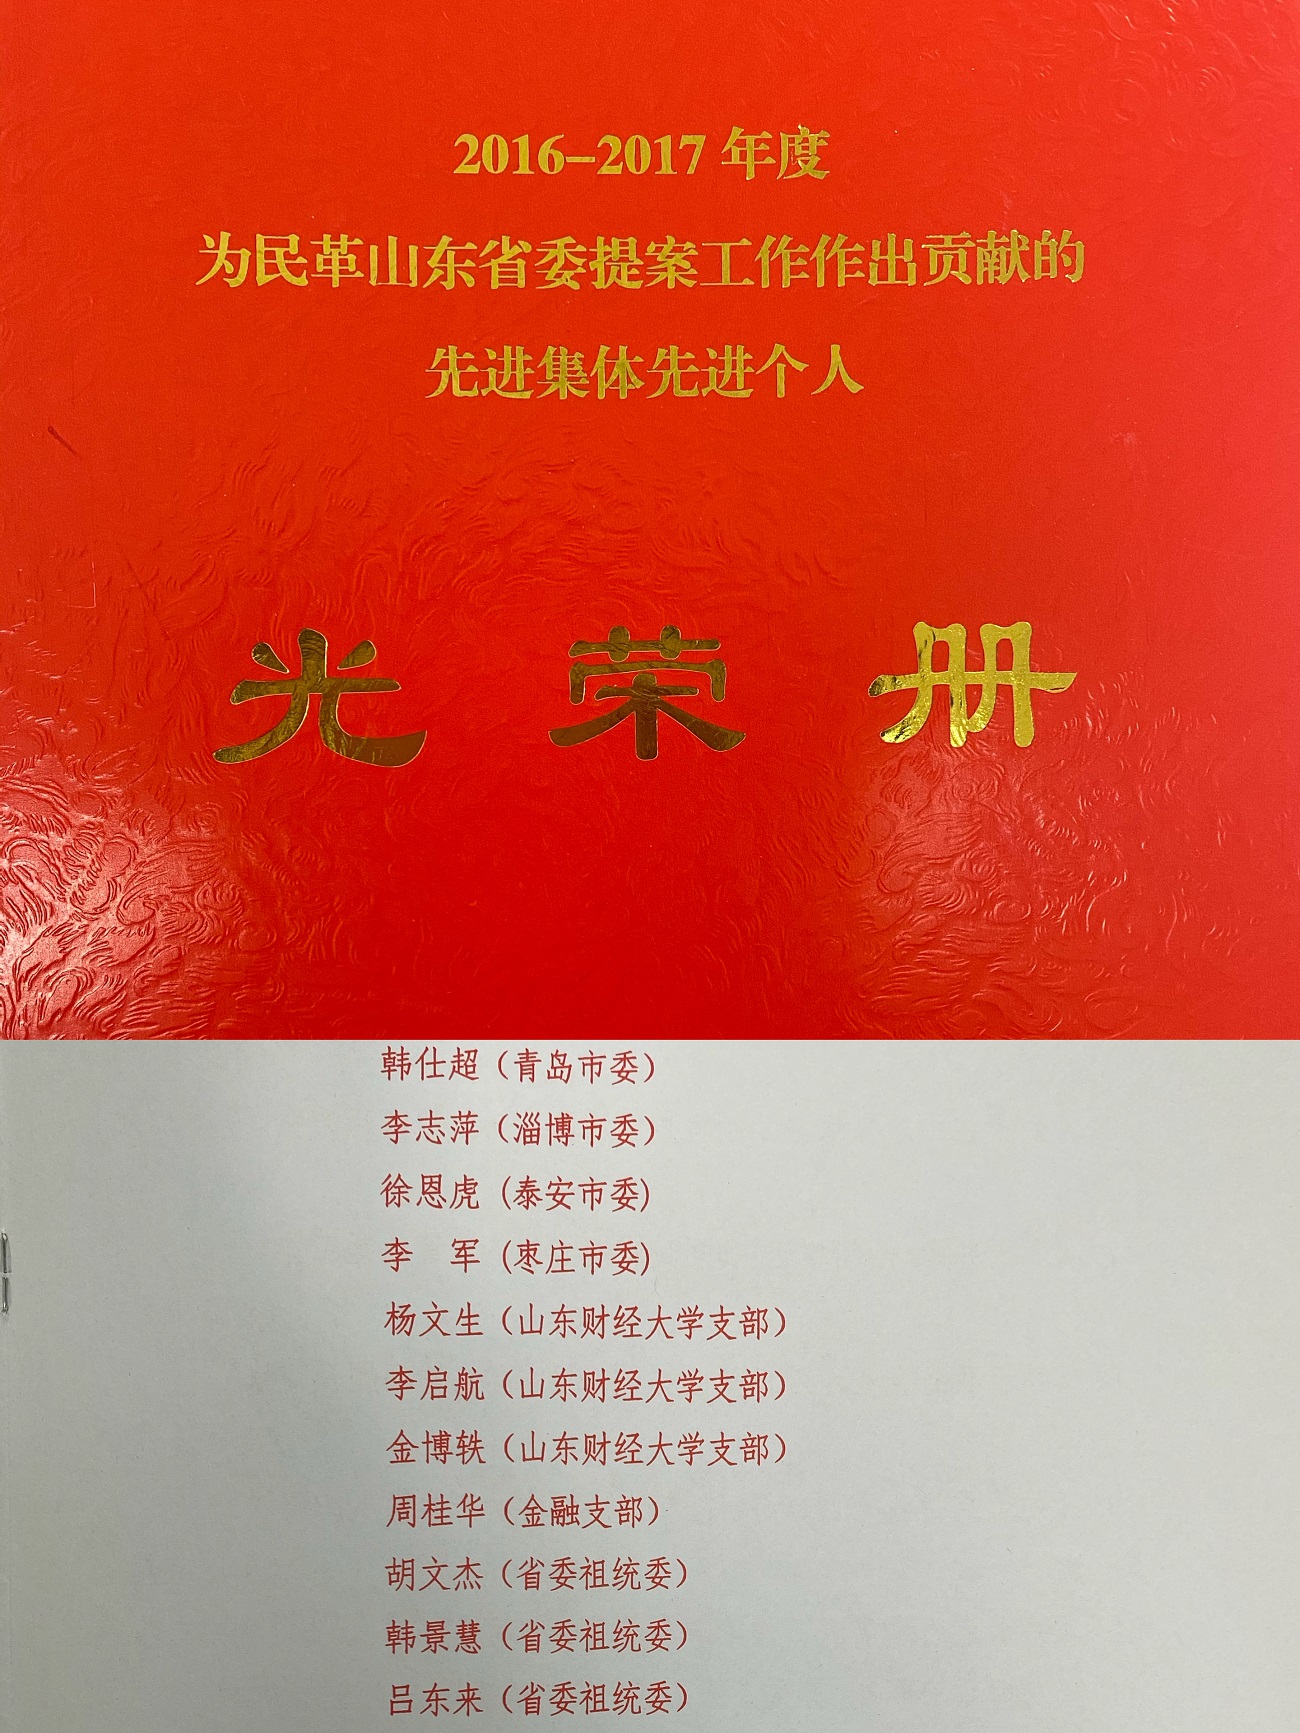 2016-2017年度
为民革山东省委提案工作作出贡献的
先进集体先进个人
光荣册
韩仕超（青岛市委）
李志萍（淄博市委）
徐恩虎（泰安市委)
李　军（枣庄市委)
杨文生（山东财经大学支部）
李启航（山东财经大学支部）
金博轶（山东财经大学支部）
周桂华（金融支部）
胡文杰（省委祖统委）
韩景慧（省委祖统委）
吕东来（省委祖统委）